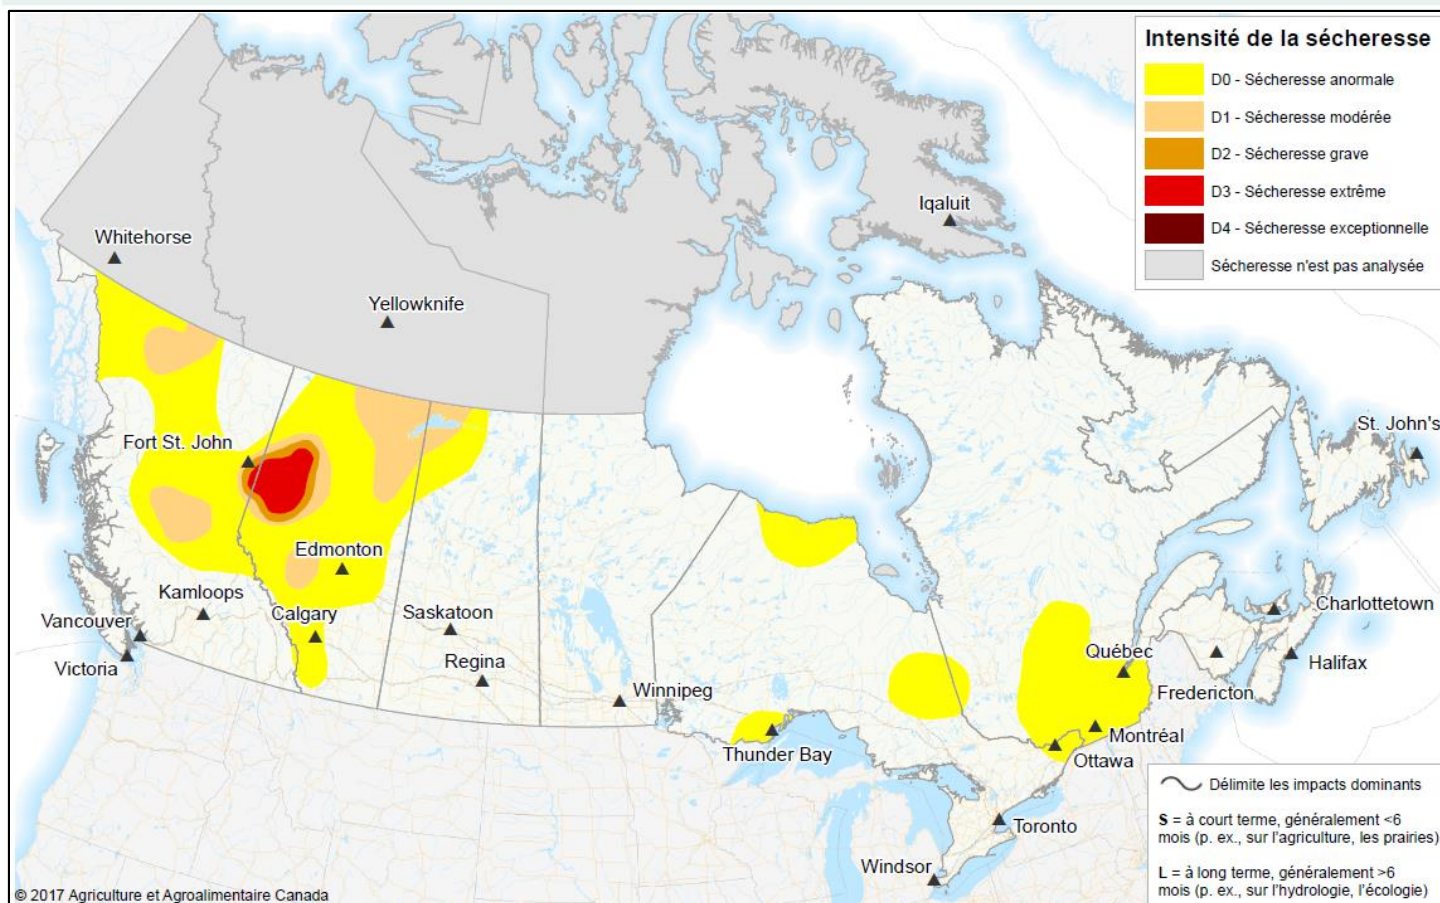 Intensité de la sécheresse
D0 - Sécheresse anormale
D1 - Sécheresse modérée
D2 - Sécheresse grave
D3 - Sécheresse extrême
D4 - Sécheresse exceptionnelle
Sécheresse n'est pas analysée
Iqaluit
Whitehorse
Yellowknife
Fort St. John
St. John's
Edmonton
Kamloops
Calgary
Saskatoon
Charlottetown
Vancouver
Québec
Halifax
Victoria
Regina
Winnipeg
Fredericton
Montréal
Thunder Bay
Ottawa
Toronto
Windsor
Délimite les impacts dominants
S = à court terme, généralement <6
mois (p. ex., sur l'agriculture, les prairies)
L = à long terme, généralement >6
mois (p. ex., sur l'hydrologie, l'écologie)
© 2017 Agriculture et Agroalimentaire Canada